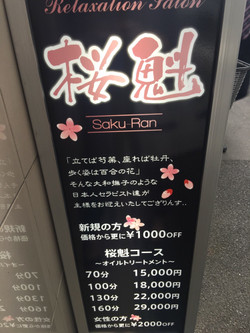 Relaxation Salon
桜魁
Saku-Ran
「立てば芍薬、座れば牡丹、
歩く姿は百合の花」
そんな大和撫子のような
日本人セラピスト達が
主様をお迎えいたしてござりんす..
新規の方
価格から更に¥1000OFF
桜魁コース
～オイルトリートメント～
70分 15,000円
100分 18,000円
130分 22,000円
160分 29,000円
女性の方
価格から更に¥2000OFF